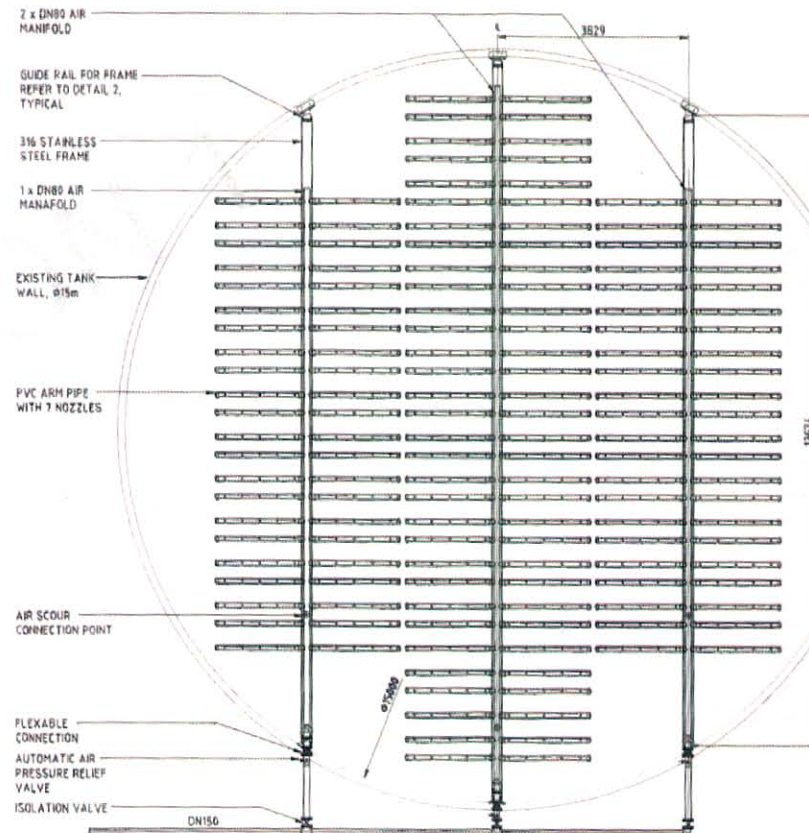 2 x DN80 AIR
MANIFOLD
GUIDE RAIL FOR FRAME
REFER TO DETAIL 2,
TYPICAL
316 STAINLESS
STEEL FRAME
1 x DN80 AIR
MANAFOLD
EXISTING TANK
WALL, Ø15m
PVC ARM PIPE
WITH 7 NOZZLES
AIR SCOUR
CONNECTION POINT
FLEXABLE
CONNECTION
AUTOMATIC AIR
PRESSURE RELIEF
VALVE
ISOLATION VALVE
DN150
3829
Ø15000